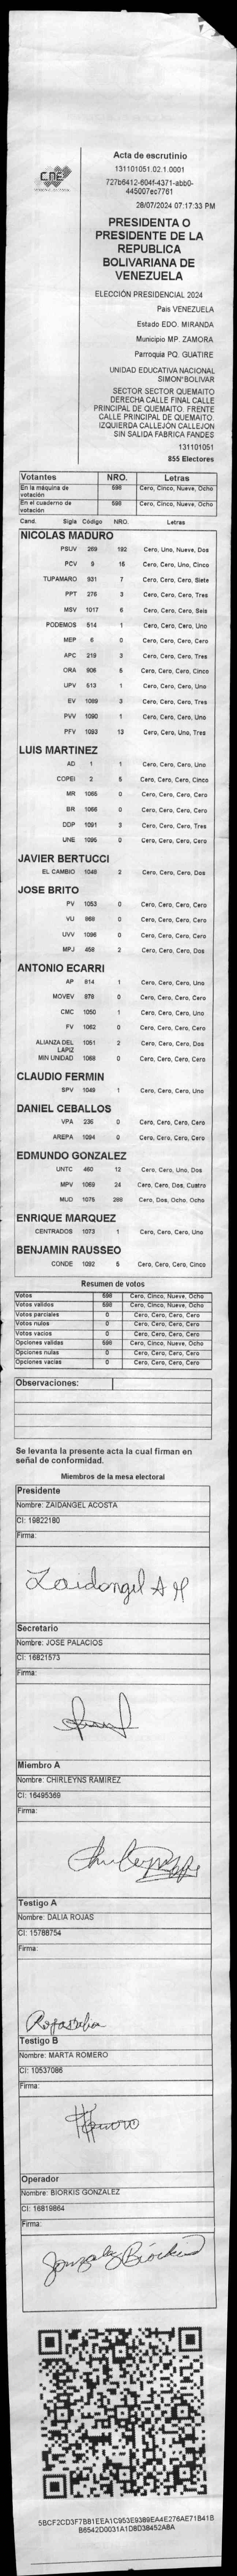 CNE
Acta de escrutinio
131101051.02.1.0001
727b6412-604f-4371-abb0-
445007ec7761
28/07/2024 07:17:33 PM
PRESIDENTA O
PRESIDENTE DE LA
REPUBLICA
BOLIVARIANA DE
VENEZUELA
ELECCIÓN PRESIDENCIAL 2024
Pais VENEZUELA
Estado EDO. MIRANDA
Municipio MP. ZAMORA
Parroquia PQ. GUATIRE
UNIDAD EDUCATIVA NACIONAL
SIMON*BOLIVAR
SECTOR SECTOR QUEMAITO
DERECHA CALLE FINAL CALLE
PRINCIPAL DE QUEMAITO. FRENTE
CALLE PRINCIPAL DE QUEMAITO.
IZQUIERDA CALLEJÓN CALLEJON
SIN SALIDA FABRICA FANDES
131101051
855 Electores
Votantes NRO. Letras
En la máquina de votación 598 Cero, Cinco, Nueve, Ocho
En el cuaderno de votación 598 Cero, Cinco, Nueve, Ocho
Cand. Sigla Código NRO. Letras
NICOLAS MADURO
PSUV 269 192 Cero, Uno, Nueve, Dos
PCV 9 15 Cero, Cero, Uno, Cinco
TUPAMARO 931 7 Cero, Cero, Cero, Siete
PPT 276 3 Cero, Cero, Cero, Tres
MSV 1017 6 Cero, Cero, Cero, Seis
PODEMOS 514 1 Cero, Cero, Cero, Uno
MEP 6 0 Cero, Cero, Cero, Cero
APC 219 3 Cero, Cero, Cero, Tres
ORA 906 5 Cero, Cero, Cero, Cinco
UPV 513 1 Cero, Cero, Cero, Uno
EV 1089 3 Cero, Cero, Cero, Tres
PVV 1090 1 Cero, Cero, Cero, Uno
PFV 1093 13 Cero, Cero, Uno, Tres
LUIS MARTINEZ
AD 1 1 Cero, Cero, Cero, Uno
COPEI 2 5 Cero, Cero, Cero, Cinco
MR 1065 0 Cero, Cero, Cero, Cero
BR 1066 0 Cero, Cero, Cero, Cero
DDP 1091 3 Cero, Cero, Cero, Tres
UNE 1095 0 Cero, Cero, Cero, Cero
JAVIER BERTUCCI
EL CAMBIO 1048 2 Cero, Cero, Cero, Dos
JOSE BRITO
PV 1053 0 Cero, Cero, Cero, Cero
VU 868 0 Cero, Cero, Cero, Cero
UVV 1096 0 Cero, Cero, Cero, Cero
MPJ 458 2 Cero, Cero, Cero, Dos
ANTONIO ECARRI
AP 814 1 Cero, Cero, Cero, Uno
MOVEV 878 0 Cero, Cero, Cero, Cero
CMC 1050 1 Cero, Cero, Cero, Uno
FV 1062 0 Cero, Cero, Cero, Cero
ALIANZA DEL LAPIZ 1051 2 Cero, Cero, Cero, Dos
MIN UNIDAD 1088 0 Cero, Cero, Cero, Cero
CLAUDIO FERMIN
SPV 1049 1 Cero, Cero, Cero, Uno
DANIEL CEBALLOS
VPA 236 0 Cero, Cero, Cero, Cero
AREPA 1094 0 Cero, Cero, Cero, Cero
EDMUNDO GONZALEZ
UNTC 460 12 Cero, Cero, Uno, Dos
MPV 1069 24 Cero, Cero, Dos, Cuatro
MUD 1075 288 Cero, Dos, Ocho, Ocho
ENRIQUE MARQUEZ
CENTRADOS 1073 1 Cero, Cero, Cero, Uno
BENJAMIN RAUSSEO
CONDE 1092 5 Cero, Cero, Cero, Cinco
Resumen de votos
Votos 598 Cero, Cinco, Nueve, Ocho
Votos validos 598 Cero, Cinco, Nueve, Ocho
Votos parciales 0 Cero, Cero, Cero, Cero
Votos nulos 0 Cero, Cero, Cero, Cero
Votos vacios 0 Cero, Cero, Cero, Cero
Opciones validas 598 Cero, Cinco, Nueve, Ocho
Opciones nulas 0 Cero, Cero, Cero, Cero
Opciones vacias 0 Cero, Cero, Cero, Cero
Observaciones:
Se levanta la presente acta la cual firman en
señal de conformidad.
Miembros de la mesa electoral
Presidente
Nombre: ZAIDANGEL ACOSTA
CI: 19822180
Firma:
Zaidangel A
Secretario
Nombre: JOSE PALACIOS
CI: 16821573
Firma:
Miembro A
Nombre: CHIRLEYNS RAMIREZ
CI: 16495369
Firma:
Testigo A
Nombre: DALIA ROJAS
CI: 15788754
Firma:
Testigo B
Nombre: MARTA ROMERO
CI: 10537086
Firma:
Operador
Nombre: BIORKIS GONZALEZ
CI: 16819864
Firma:
Gonzalez Biorkis
5BCF2CD3F7B81EEA1C953E9389EA4E276AE71B41B
B6542D0031A1D8D38452A8A